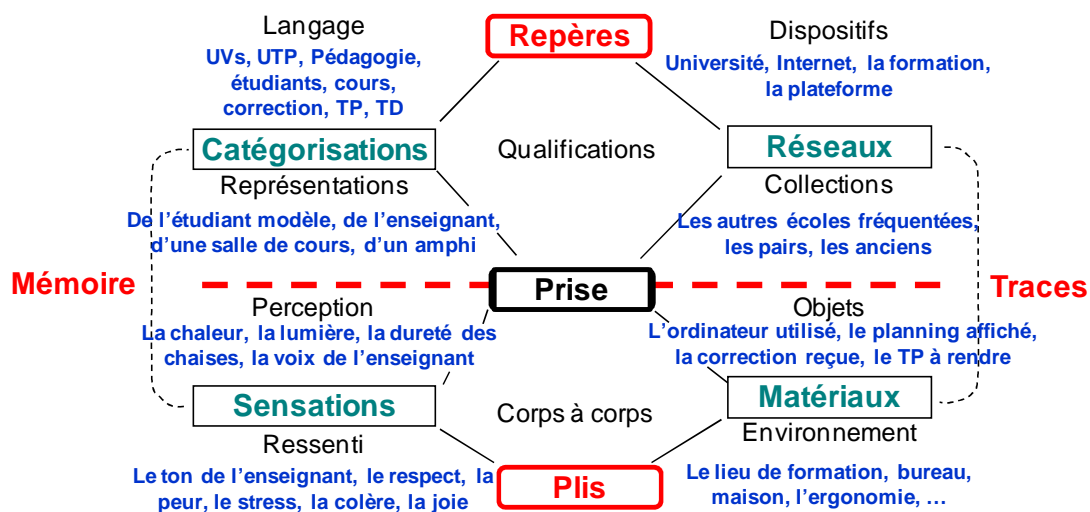 Langage
UVs, UTP, Pédagogie,
étudiants, cours,
correction, TP, TD
Repères
Dispositifs
Université, Internet, la formation,
la plateforme
Catégorisations
Qualifications
Réseaux
Représentations
Collections
De l'étudiant modèle, de l'enseignant,
d'une salle de cours, d'un amphi
Les autres écoles fréquentées,
les pairs, les anciens
Mémoire
Prise
Traces
Perception
Objets
La chaleur, la lumière, la dureté des
chaises, la voix de l'enseignant
L'ordinateur utilisé, le planning affiché,
la correction reçue, le TP à rendre
Sensations
Corps à corps
Matériaux
Ressenti
Environnement
Le ton de l'enseignant, le respect, la
peur, le stress, la colère, la joie
Plis
Le lieu de formation, bureau,
maison, l'ergonomie, …